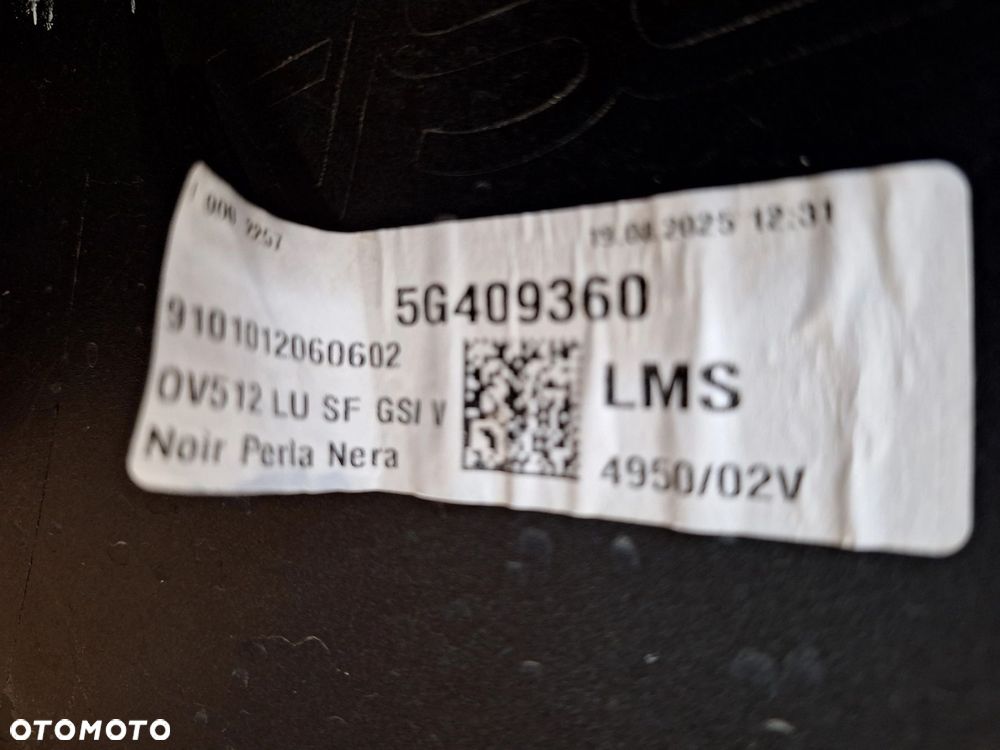 19.08.2025 12:31
5G409360
9101012060602
OV512 LU SF GSI V
LMS
Noir Perla Nera
4950/02V
OTOMOTO